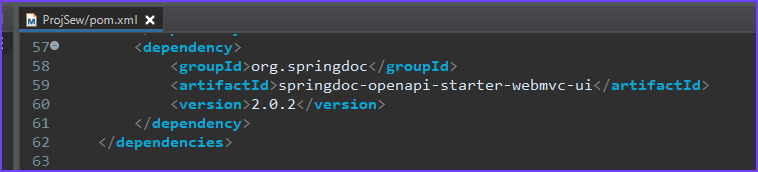 ProjSew/pom.xml
57 <dependency>
58 <groupId>org.springdoc</groupId>
59 <artifactId>springdoc-openapi-starter-webmvc-ui</artifactId>
60 <version>2.0.2</version>
61 </dependency>
62 </dependencies>
63